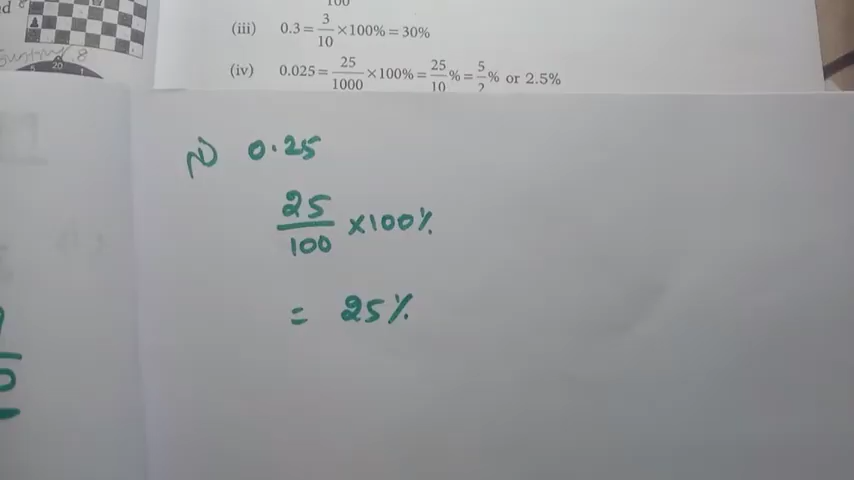 100
(iii) 0.3 = 3/10 × 100% = 30%
(iv) 0.025 = 25/1000 × 100% = 25/10 % = 5/2 % or 2.5%
i) 0.25
25/100 × 100%
= 25%